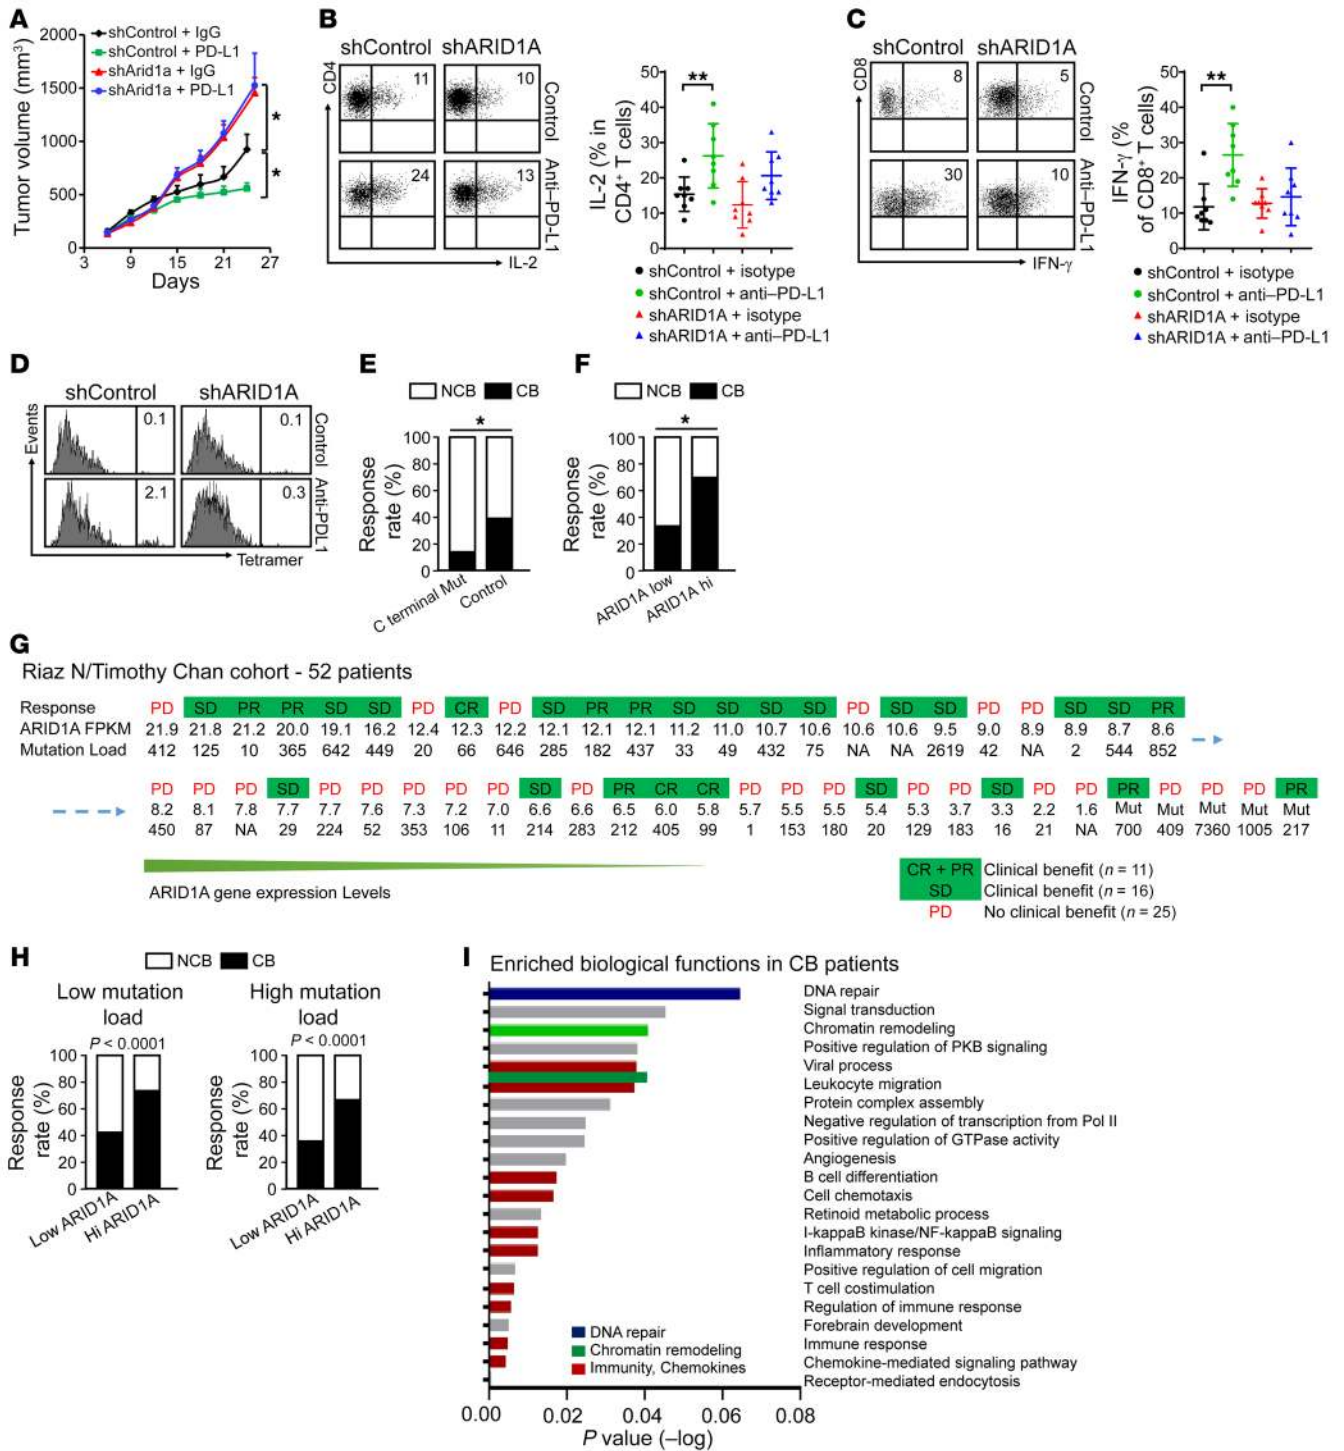 A
Tumor volume (mm³)
2000
1500
1000
500
0
3 9 15 21 27
Days
shControl + IgG
shControl + PD-L1
shArid1a + IgG
shArid1a + PD-L1
*
*
B
shControl shARID1A
CD4
11 10
Control
24 13
Anti-PD-L1
IL-2
IL-2 (% in
CD4⁺ T cells)
50
40
30
20
10
0
**
shControl + isotype
shControl + anti–PD-L1
shARID1A + isotype
shARID1A + anti–PD-L1
C
shControl shARID1A
CD8
8 5
Control
30 10
Anti-PD-L1
IFN-γ
IFN-γ (%
of CD8⁺ T cells)
50
40
30
20
10
0
**
shControl + isotype
shControl + anti–PD-L1
shARID1A + isotype
shARID1A + anti–PD-L1
D
shControl shARID1A
Events
0.1 0.1
Control
2.1 0.3
Anti-PDL1
Tetramer
E
NCB CB
*
Response
rate (%)
100
80
60
40
20
0
C terminal Mut
Control
F
NCB CB
*
Response
rate (%)
100
80
60
40
20
0
ARID1A low
ARID1A hi
G
Riaz N/Timothy Chan cohort - 52 patients
Response PD SD PR PR SD SD PD CR PD SD PR PR SD SD SD SD PD SD SD PD PD SD SD PR
ARID1A FPKM 21.9 21.8 21.2 20.0 19.1 16.2 12.4 12.3 12.2 12.1 12.1 12.1 11.2 11.0 10.7 10.6 10.6 10.6 9.5 9.0 8.9 8.9 8.7 8.6
Mutation Load 412 125 10 365 642 449 20 66 646 285 182 437 33 49 432 75 NA NA 2619 42 NA 2 544 852
PD PD PD SD PD PD PD PD PD SD PD PR CR CR PD PD PD SD PD PD SD PD PD PR PD PD PD PR
8.2 8.1 7.8 7.7 7.7 7.6 7.3 7.2 7.0 6.6 6.6 6.5 6.0 5.8 5.7 5.5 5.5 5.4 5.3 3.7 3.3 2.2 1.6 Mut Mut Mut Mut Mut
450 87 NA 29 224 52 353 106 11 214 283 212 405 99 1 153 180 20 129 183 16 21 NA 700 409 7360 1005 217
ARID1A gene expression Levels
CR + PR Clinical benefit (n = 11)
SD Clinical benefit (n = 16)
PD No clinical benefit (n = 25)
H
NCB CB
Low mutation
load
P < 0.0001
Response
rate (%)
100
80
60
40
20
0
Low ARID1A
Hi ARID1A
High mutation
load
P < 0.0001
Response
rate (%)
100
80
60
40
20
0
Low ARID1A
Hi ARID1A
I
Enriched biological functions in CB patients
DNA repair
Signal transduction
Chromatin remodeling
Positive regulation of PKB signaling
Viral process
Leukocyte migration
Protein complex assembly
Negative regulation of transcription from Pol II
Positive regulation of GTPase activity
Angiogenesis
B cell differentiation
Cell chemotaxis
Retinoid metabolic process
I-kappaB kinase/NF-kappaB signaling
Inflammatory response
Positive regulation of cell migration
T cell costimulation
Regulation of immune response
Forebrain development
Immune response
Chemokine-mediated signaling pathway
Receptor-mediated endocytosis
DNA repair
Chromatin remodeling
Immunity, Chemokines
0.00 0.02 0.04 0.06 0.08
P value (–log)